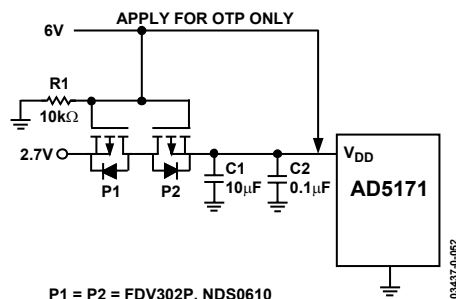 APPLY FOR OTP ONLY
6V
R1
10kΩ
2.7V
P1
P2
C1
10μF
C2
0.1μF
VDD
AD5171
P1 = P2 = FDV302P, NDS0610
03437-0-052